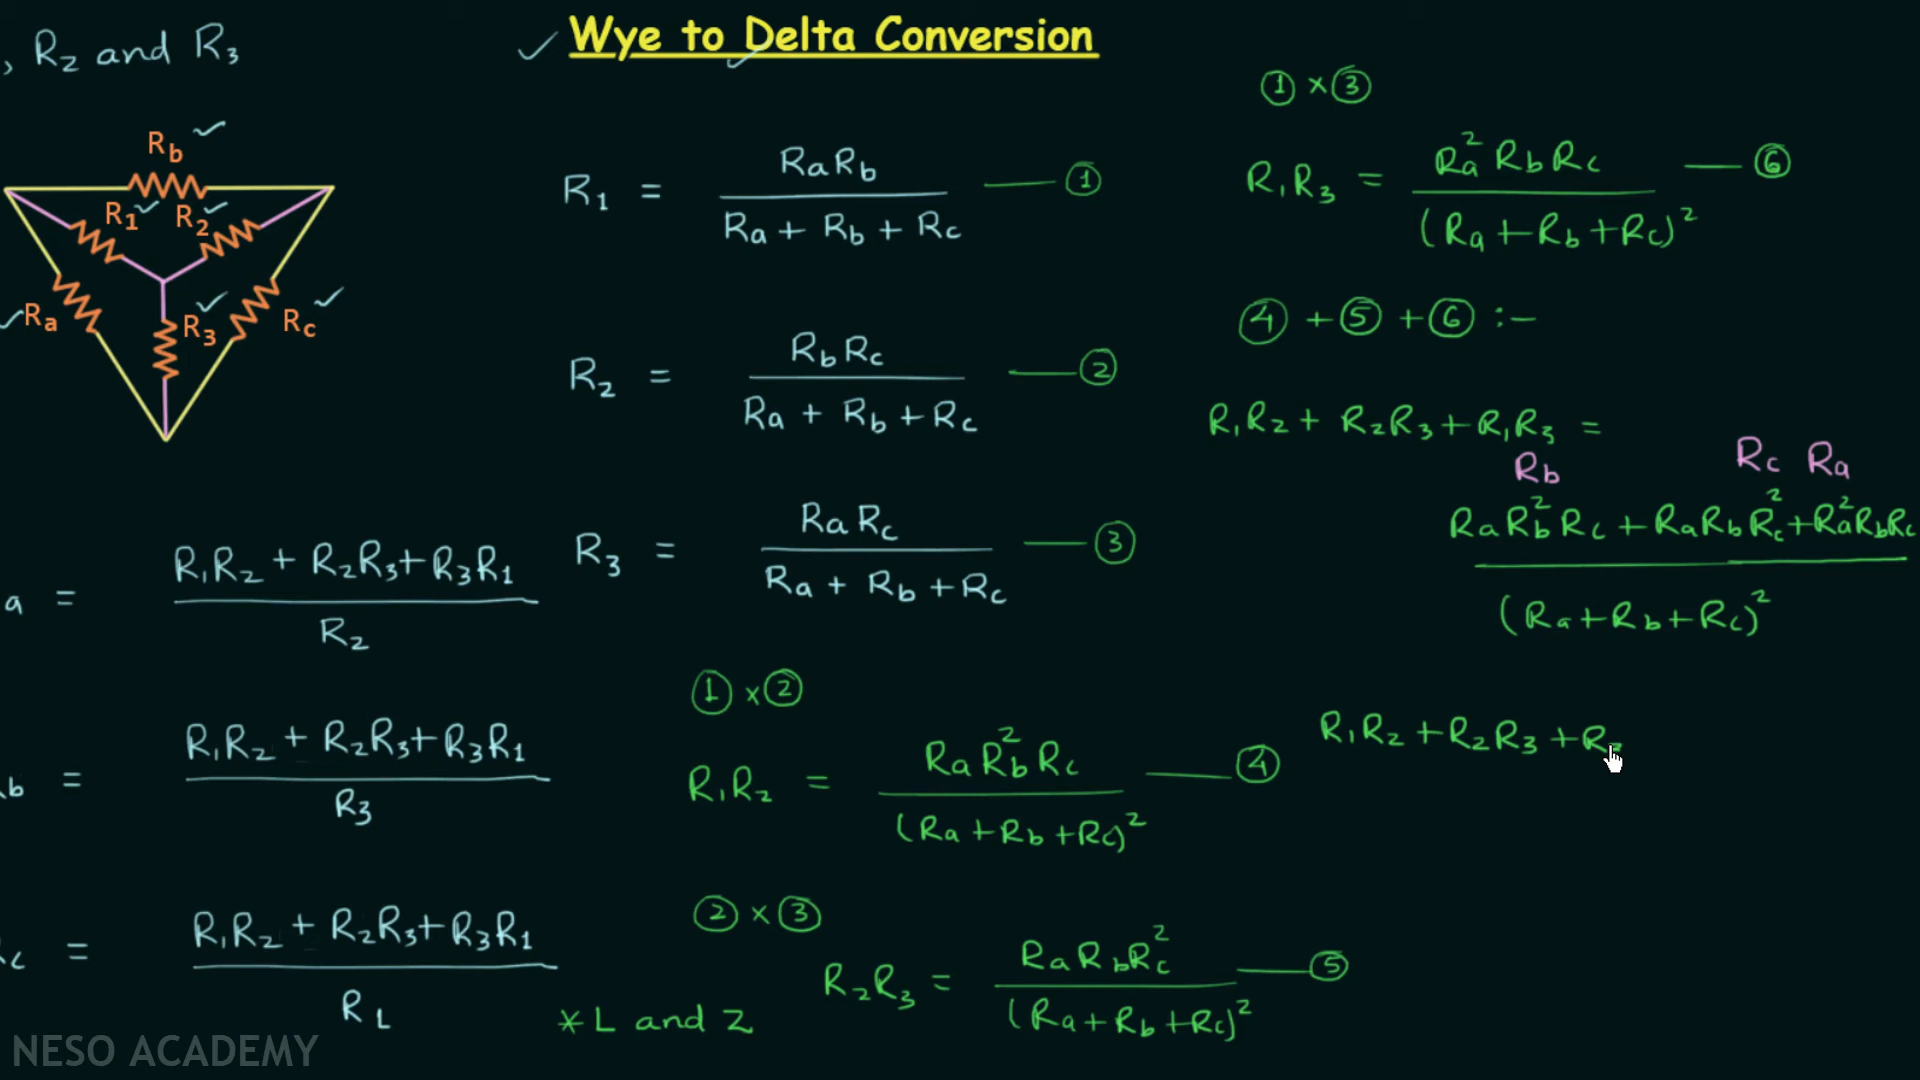 , R₂ and R₃
Wye to Delta Conversion
Rb
R₁
R₂
Ra
R₃
Rc
a = (R₁R₂ + R₂R₃ + R₃R₁) / R₂
b = (R₁R₂ + R₂R₃ + R₃R₁) / R₃
c = (R₁R₂ + R₂R₃ + R₃R₁) / R₁
NESO ACADEMY
R₁ = RaRb / (Ra + Rb + Rc) — ①
R₂ = RbRc / (Ra + Rb + Rc) — ②
R₃ = RaRc / (Ra + Rb + Rc) — ③
① × ②
R₁R₂ = RaRb²Rc / (Ra + Rb + Rc)² — ④
② × ③
R₂R₃ = RaRbRc² / (Ra + Rb + Rc)² — ⑤
* L and Z
① × ③
R₁R₃ = Ra²RbRc / (Ra + Rb + Rc)² — ⑥
④ + ⑤ + ⑥ :-
R₁R₂ + R₂R₃ + R₁R₃ =
Rb Rc Ra
RaRb²Rc + RaRbRc² + Ra²RbRc / (Ra + Rb + Rc)²
R₁R₂ + R₂R₃ + R